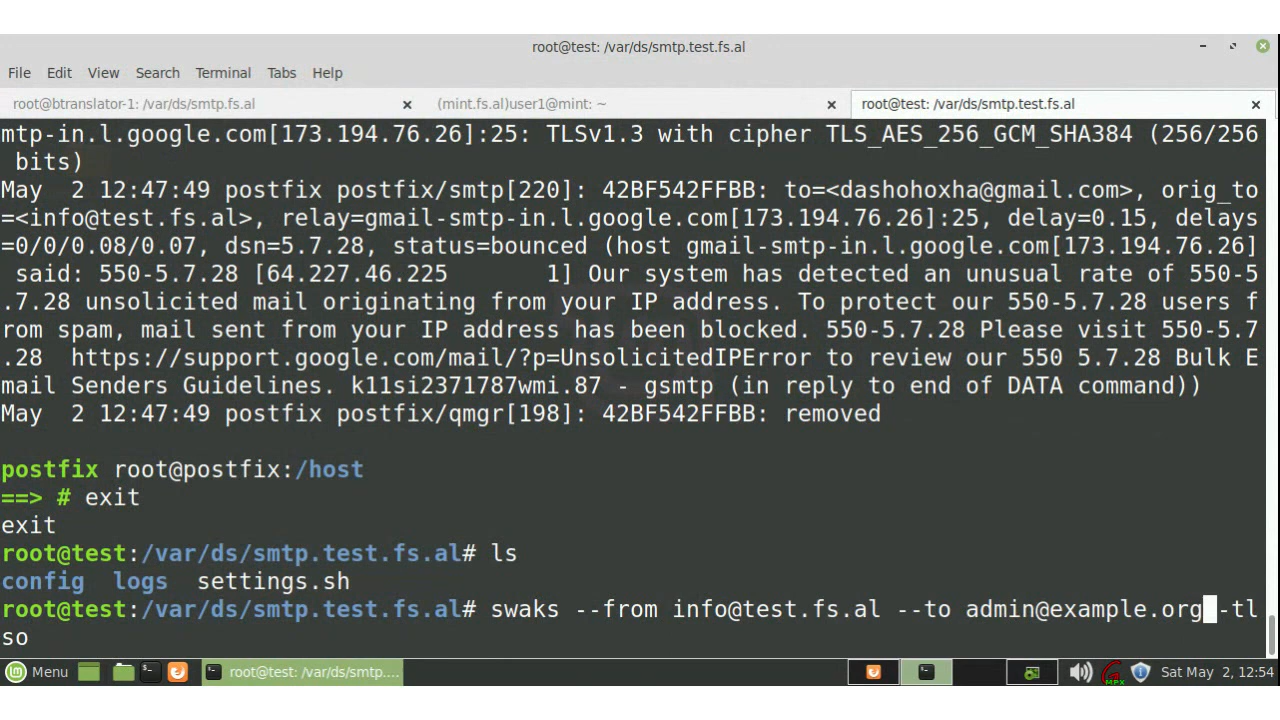 root@test: /var/ds/smtp.test.fs.al
File Edit View Search Terminal Tabs Help
root@btranslator-1: /var/ds/smtp.fs.al × (mint.fs.al)user1@mint: ~ × root@test: /var/ds/smtp.test.fs.al ×
mtp-in.l.google.com[173.194.76.26]:25: TLSv1.3 with cipher TLS_AES_256_GCM_SHA384 (256/256
bits)
May  2 12:47:49 postfix postfix/smtp[220]: 42BF542FFBB: to=<dashohoxha@gmail.com>, orig_to
=<info@test.fs.al>, relay=gmail-smtp-in.l.google.com[173.194.76.26]:25, delay=0.15, delays
=0/0/0.08/0.07, dsn=5.7.28, status=bounced (host gmail-smtp-in.l.google.com[173.194.76.26]
said: 550-5.7.28 [64.227.46.225      1] Our system has detected an unusual rate of 550-5
.7.28 unsolicited mail originating from your IP address. To protect our 550-5.7.28 users f
rom spam, mail sent from your IP address has been blocked. 550-5.7.28 Please visit 550-5.7
.28  https://support.google.com/mail/?p=UnsolicitedIPError to review our 550 5.7.28 Bulk E
mail Senders Guidelines. k11si2371787wmi.87 - gsmtp (in reply to end of DATA command))
May  2 12:47:49 postfix postfix/qmgr[198]: 42BF542FFBB: removed
postfix root@postfix:/host
==> # exit
exit
root@test:/var/ds/smtp.test.fs.al# ls
config  logs  settings.sh
root@test:/var/ds/smtp.test.fs.al# swaks --from info@test.fs.al --to admin@example.org -tl
so
Menu root@test: /var/ds/smtp.... MPX Sat May 2, 12:54